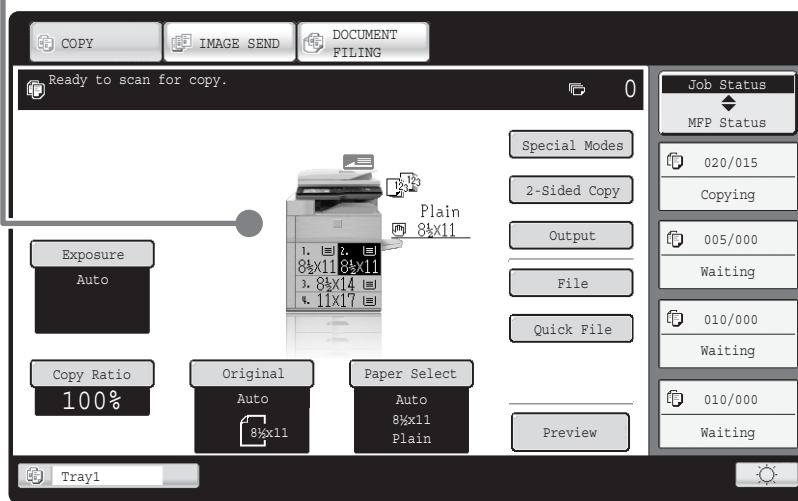 COPY
IMAGE SEND
DOCUMENT
FILING
Ready to scan for copy.
0
Job Status
MFP Status
020/015
Copying
005/000
Waiting
010/000
Waiting
010/000
Waiting
Special Modes
2-Sided Copy
Output
File
Quick File
Preview
123
123
Plain
8½X11
1. 2.
8½X11 8½X11
3. 8½X14
4. 11X17
Exposure
Auto
Copy Ratio
100%
Original
Auto
8½x11
Paper Select
Auto
8½x11
Plain
Tray1